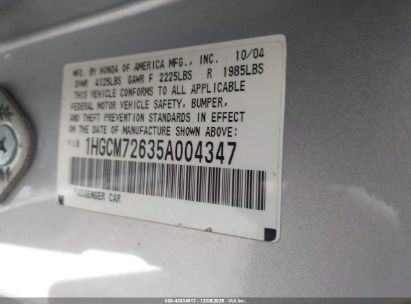 MFD. BY HONDA OF AMERICA MFG., INC. 10/04
GVWR 4125LBS GAWR F 2225LBS R 1985LBS
THIS VEHICLE CONFORMS TO ALL APPLICABLE
FEDERAL MOTOR VEHICLE SAFETY, BUMPER,
AND THEFT PREVENTION STANDARDS IN EFFECT
ON THE DATE OF MANUFACTURE SHOWN ABOVE:
V.I.N. 1HGCM72635A004347
PASSENGER CAR